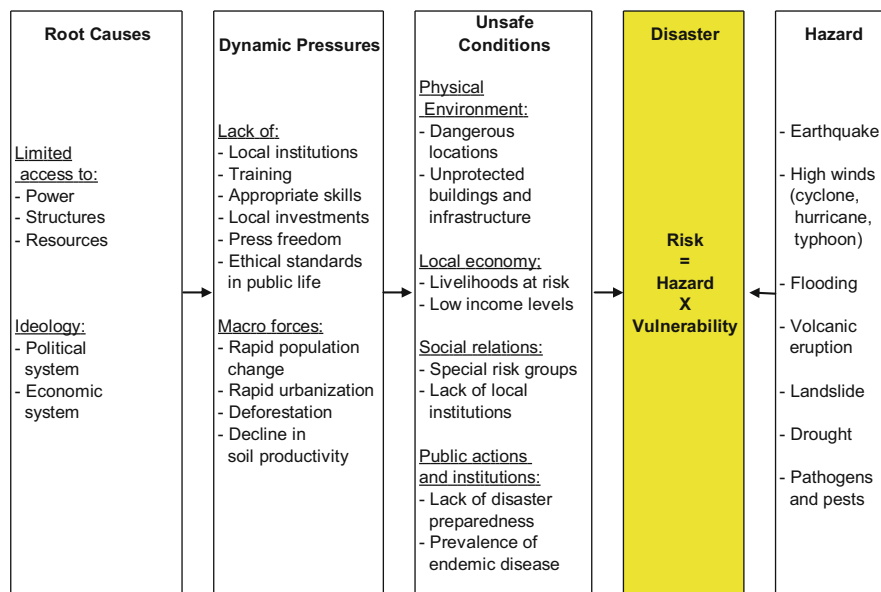 Root Causes
Limited
access to:
- Power
- Structures
- Resources
Ideology:
- Political
system
- Economic
system
Dynamic Pressures
Lack of:
- Local institutions
- Training
- Appropriate skills
- Local investments
- Press freedom
- Ethical standards
in public life
Macro forces:
- Rapid population
change
- Rapid urbanization
- Deforestation
- Decline in
soil productivity
Unsafe
Conditions
Physical
Environment:
- Dangerous
locations
- Unprotected
buildings and
infrastructure
Local economy:
- Livelihoods at risk
- Low income levels
Social relations:
- Special risk groups
- Lack of local
institutions
Public actions
and institutions:
- Lack of disaster
preparedness
- Prevalence of
endemic disease
Disaster
Risk
=
Hazard
X
Vulnerability
Hazard
- Earthquake
- High winds
(cyclone,
hurricane,
typhoon)
- Flooding
- Volcanic
eruption
- Landslide
- Drought
- Pathogens
and pests